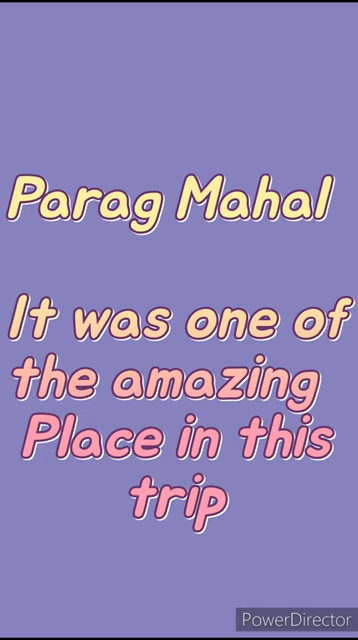 Parag Mahal
It was one of
the amazing
Place in this
trip
PowerDirector